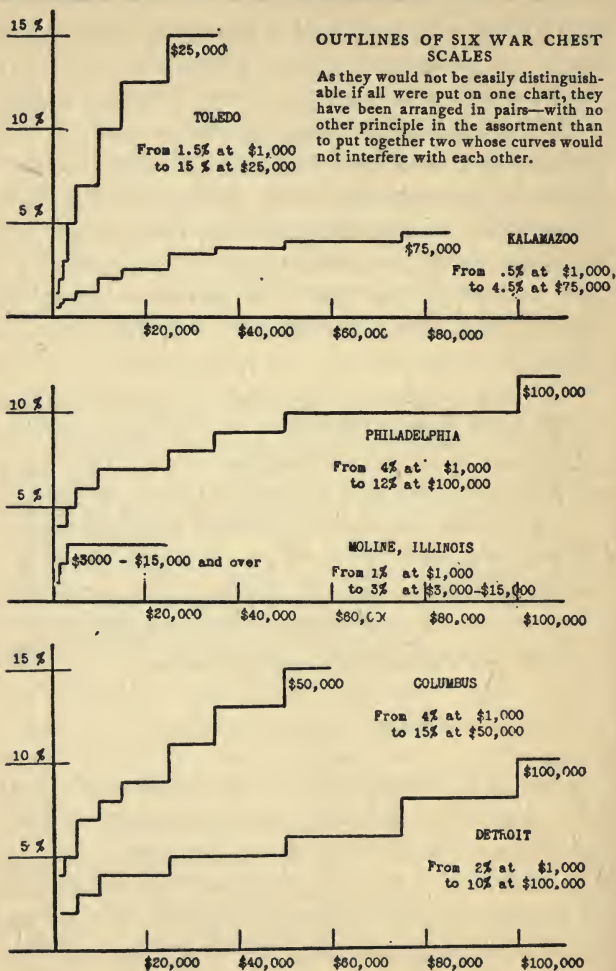 OUTLINES OF SIX WAR CHEST
SCALES
As they would not be easily distinguish-
able if all were put on one chart, they
have been arranged in pairs—with no
other principle in the assortment than
to put together two whose curves would
not interfere with each other.
15 %
$25,000
TOLEDO
10 %
From 1.5% at $1,000
to 15 % at $25,000
5 %
KALAMAZOO
$75,000
From .5% at $1,000,
to 4.5% at $75,000
$20,000 $40,000 $60,000 $80,000
10 %
$100,000
PHILADELPHIA
From 4% at $1,000
to 12% at $100,000
5 %
MOLINE, ILLINOIS
$3000 - $15,000 and over
From 1% at $1,000
to 3% at $3,000-$15,000
$20,000 $40,000 $60,000 $80,000 $100,000
15 %
$50,000
COLUMBUS
From 4% at $1,000
to 15% at $50,000
10 %
$100,000
DETROIT
5 %
From 2% at $1,000
to 10% at $100.000
$20,000 $40,000 $60,000 $80,000 $100,000